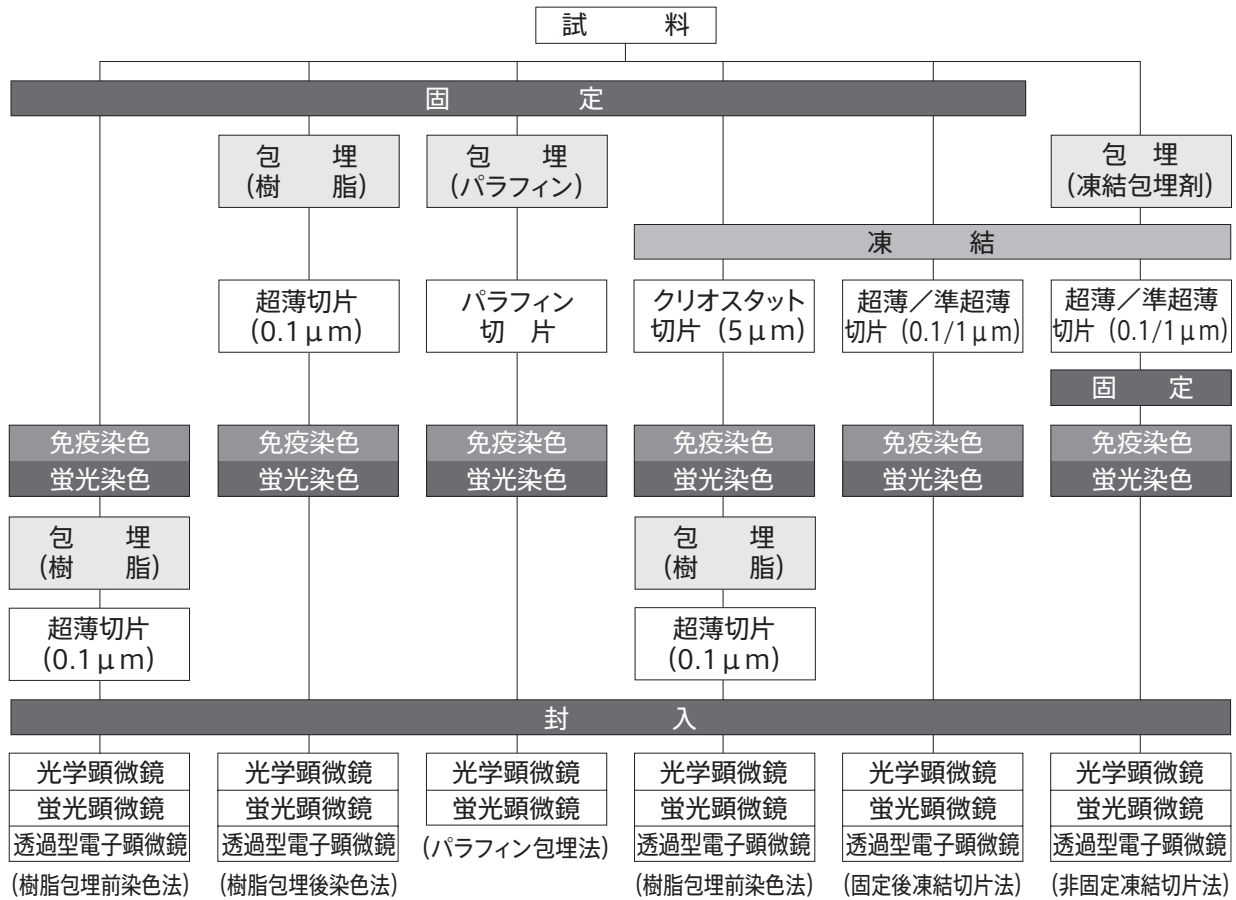 試 料
固 定
包 埋
(樹 脂)
包 埋
(パラフィン)
包 埋
(凍結包埋剤)
凍 結
超薄切片
(0.1μm)
パラフィン
切 片
クリオスタット
切片 (5μm)
超薄/準超薄
切片 (0.1/1μm)
超薄/準超薄
切片 (0.1/1μm)
固 定
免疫染色
蛍光染色
免疫染色
蛍光染色
免疫染色
蛍光染色
免疫染色
蛍光染色
免疫染色
蛍光染色
免疫染色
蛍光染色
包 埋
(樹 脂)
包 埋
(樹 脂)
超薄切片
(0.1μm)
超薄切片
(0.1μm)
封 入
光学顕微鏡
蛍光顕微鏡
透過型電子顕微鏡
(樹脂包埋前染色法)
光学顕微鏡
蛍光顕微鏡
透過型電子顕微鏡
(樹脂包埋後染色法)
光学顕微鏡
蛍光顕微鏡
(パラフィン包埋法)
光学顕微鏡
蛍光顕微鏡
透過型電子顕微鏡
(樹脂包埋前染色法)
光学顕微鏡
蛍光顕微鏡
透過型電子顕微鏡
(固定後凍結切片法)
光学顕微鏡
蛍光顕微鏡
透過型電子顕微鏡
(非固定凍結切片法)